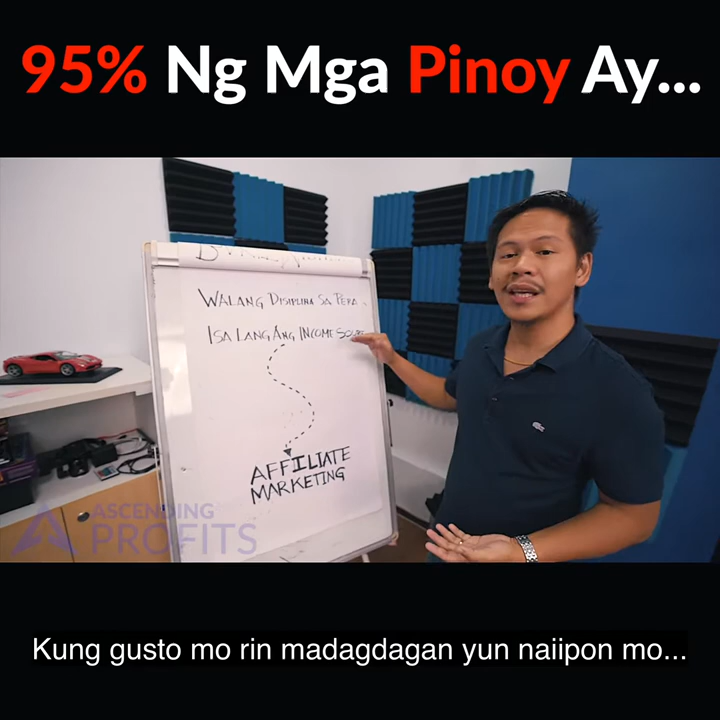 95% Ng Mga Pinoy Ay...
WALANG DISIPLINA SA PERA
ISA LANG ANG INCOME
AFFILIATE
MARKETING
ASCENDING
PROFITS
Kung gusto mo rin madagdagan yun naiipon mo...